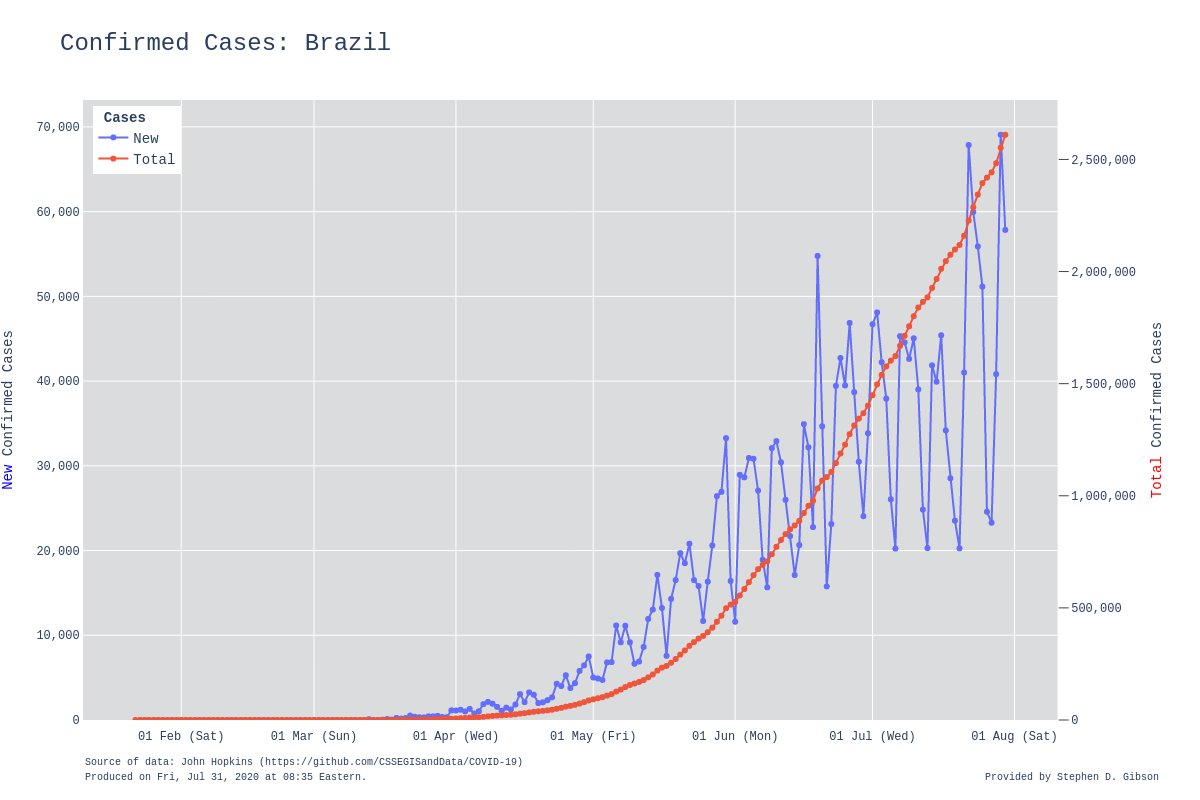 Confirmed Cases: Brazil
Cases
New
Total
70,000
60,000
50,000
40,000
30,000
20,000
10,000
0
New Confirmed Cases
2,500,000
2,000,000
1,500,000
1,000,000
500,000
0
Total Confirmed Cases
01 Feb (Sat) 01 Mar (Sun) 01 Apr (Wed) 01 May (Fri) 01 Jun (Mon) 01 Jul (Wed) 01 Aug (Sat)
Source of data: John Hopkins (https://github.com/CSSEGISandData/COVID-19)
Produced on Fri, Jul 31, 2020 at 08:35 Eastern.
Provided by Stephen D. Gibson